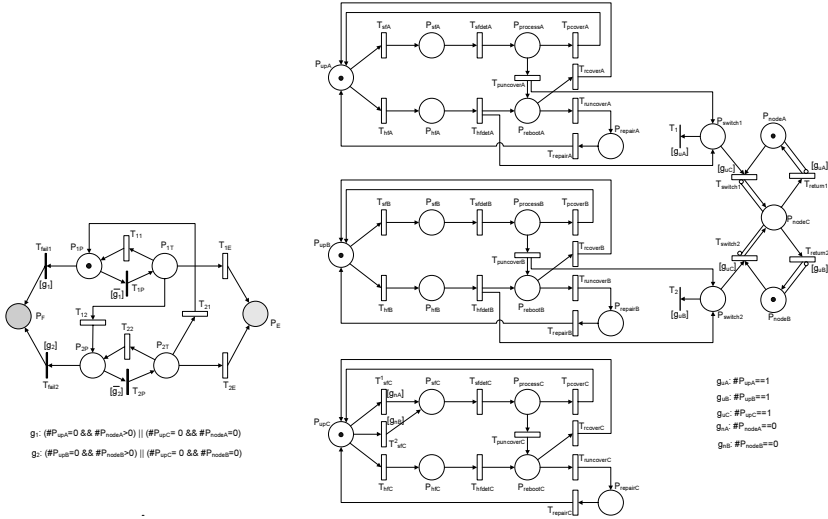 T_sfA P_sfA T_sfdetA P_processA T_pcoverA
P_upA
T_puncoverA T_rcoverA
T_hfA P_hfA T_hfdetA P_rebootA T_runcoverA
T_repairA P_repairA
T_1 P_switch1 P_nodeA
[g_uA] [g_uC] [g_uA]
T_switch1 T_return1
P_nodeC
T_sfB P_sfB T_sfdetB P_processB T_pcoverB
P_upB
T_puncoverB T_rcoverB
T_hfB P_hfB T_hfdetB P_rebootB T_runcoverB
T_repairB P_repairB
T_switch2 T_return2
[g_uC] [g_uB]
T_2 P_switch2 P_nodeB
[g_uB]
T_11
T_fail1 P_1P P_1T T_1E
[g_1] [g_1] T_1P
P_F T_12 T_21 P_E
T_22
[g_2] P_2P P_2T
T_fail2 [g_2] T_2P T_2E
T^1_sfC P_sfC T_sfdetC P_processC T_pcoverC
[g_nA]
P_upC [g_nB]
T^2_sfC T_puncoverC T_rcoverC
T_hfC P_hfC T_hfdetC P_rebootC T_runcoverC
T_repairC P_repairC
g_1: (#P_upA=0 && #P_nodeA>0) || (#P_upC= 0 && #P_nodeA=0)
g_2: (#P_upB=0 && #P_nodeB>0) || (#P_upC= 0 && #P_nodeB=0)
g_uA: #P_upA==1
g_uB: #P_upB==1
g_uC: #P_upC==1
g_nA: #P_nodeA==0
g_nB: #P_nodeB==0